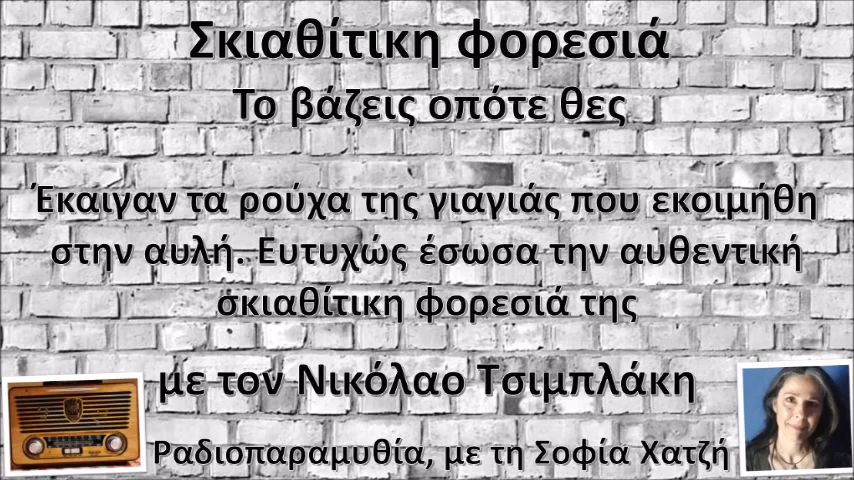 Σκιαθίτικη φορεσιά
Το βάζεις οπότε θες
Έκαιγαν τα ρούχα της γιαγιάς που εκοιμήθη
στην αυλή. Ευτυχώς έσωσα την αυθεντική
σκιαθίτικη φορεσιά της
με τον Νικόλαο Τσιμπλάκη
Ραδιοπαραμυθία, με τη Σοφία Χατζή